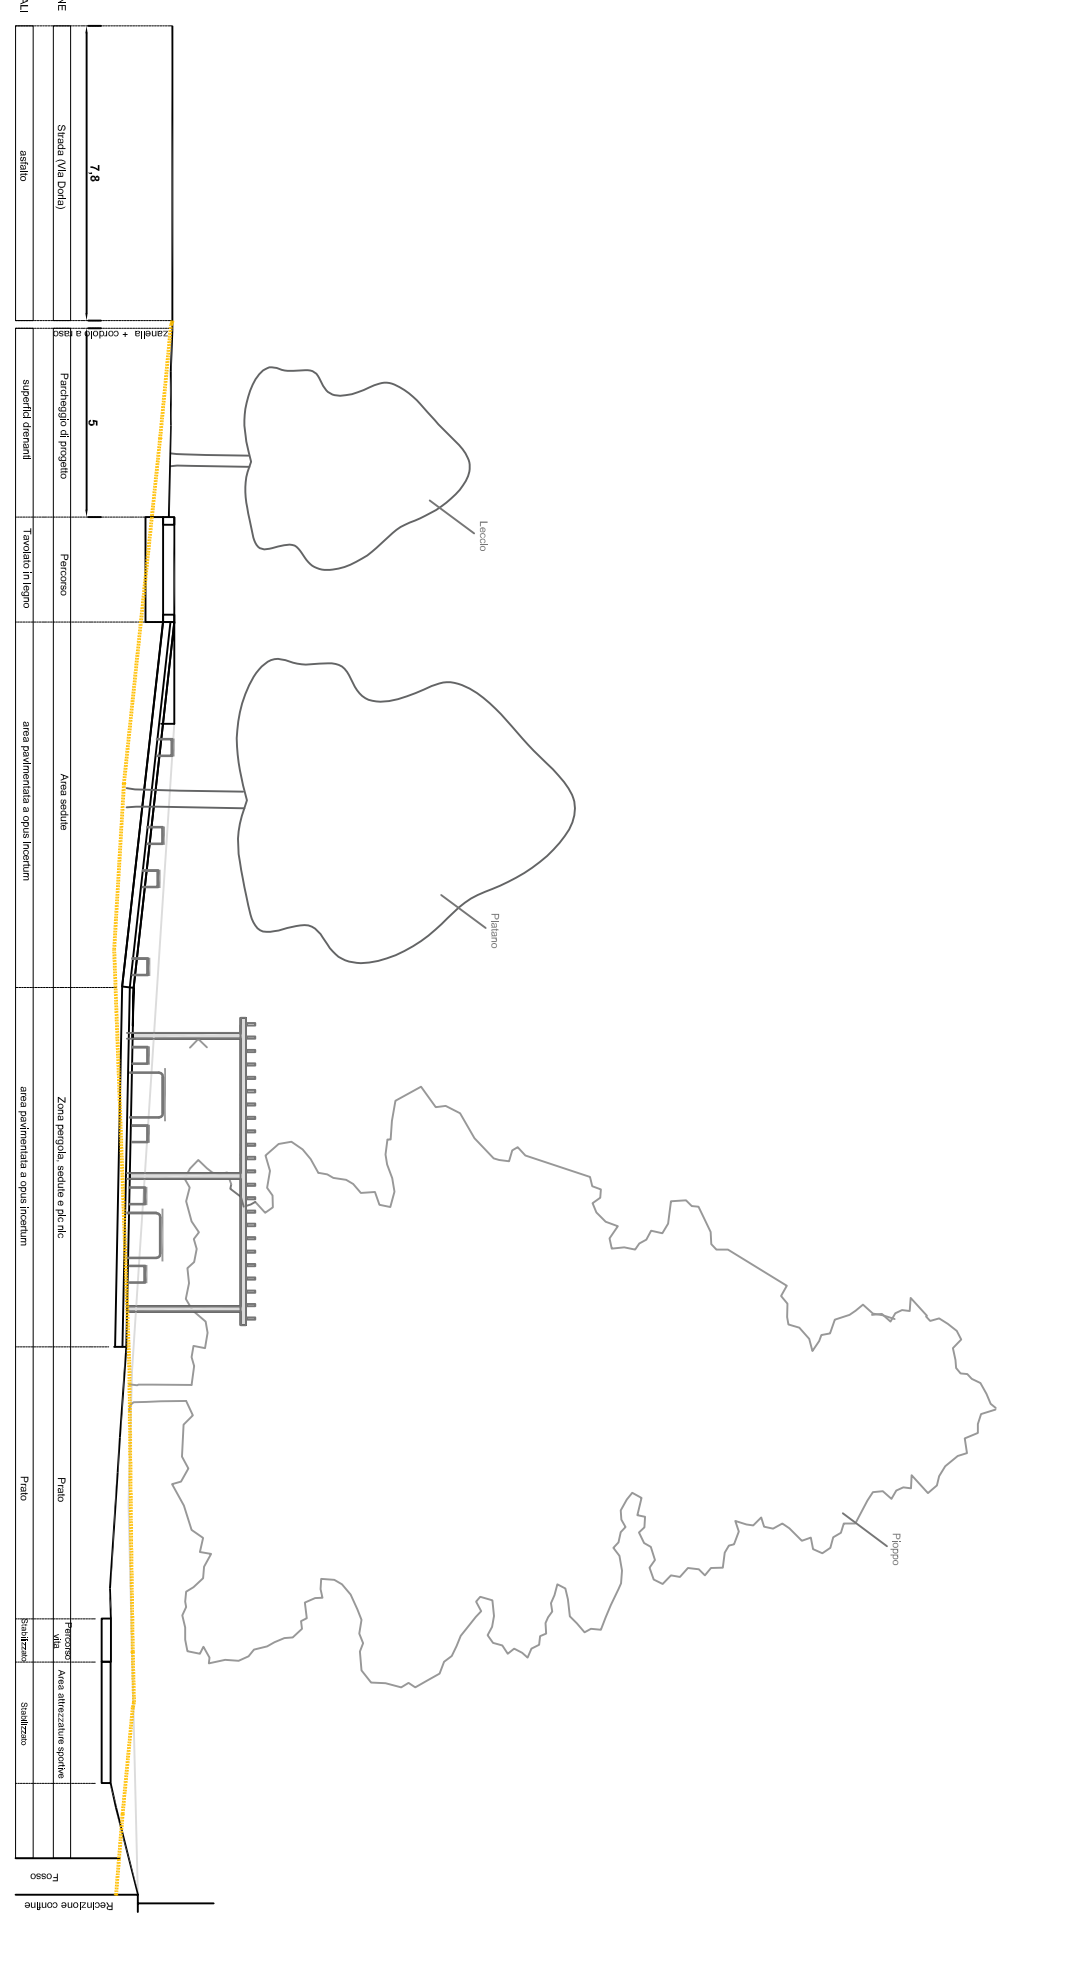 NE
ALI
Strada (Via Doria)
asfalto
7,8
zanella + cordolo a raso
Parcheggio di progetto
superfici drenanti
5
Percorso
Tavolato in legno
Area sedute
area pavimentata a opus incertum
Zona pergola, sedute e pic nic
area pavimentata a opus incertum
Prato
Prato
Percorso
vita
Stabilizzato
Area attrezzature sportive
Stabilizzato
Fosso
Recinzione confine
Leccio
Platano
Pioppo